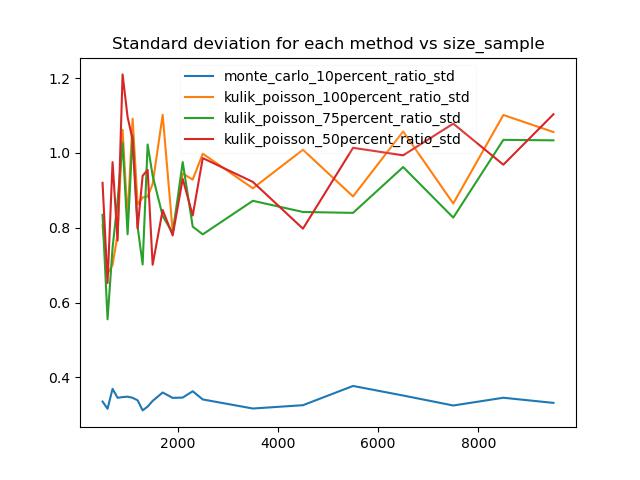 Standard deviation for each method vs size_sample
monte_carlo_10percent_ratio_std
kulik_poisson_100percent_ratio_std
kulik_poisson_75percent_ratio_std
kulik_poisson_50percent_ratio_std
1.2
1.0
0.8
0.6
0.4
2000 4000 6000 8000